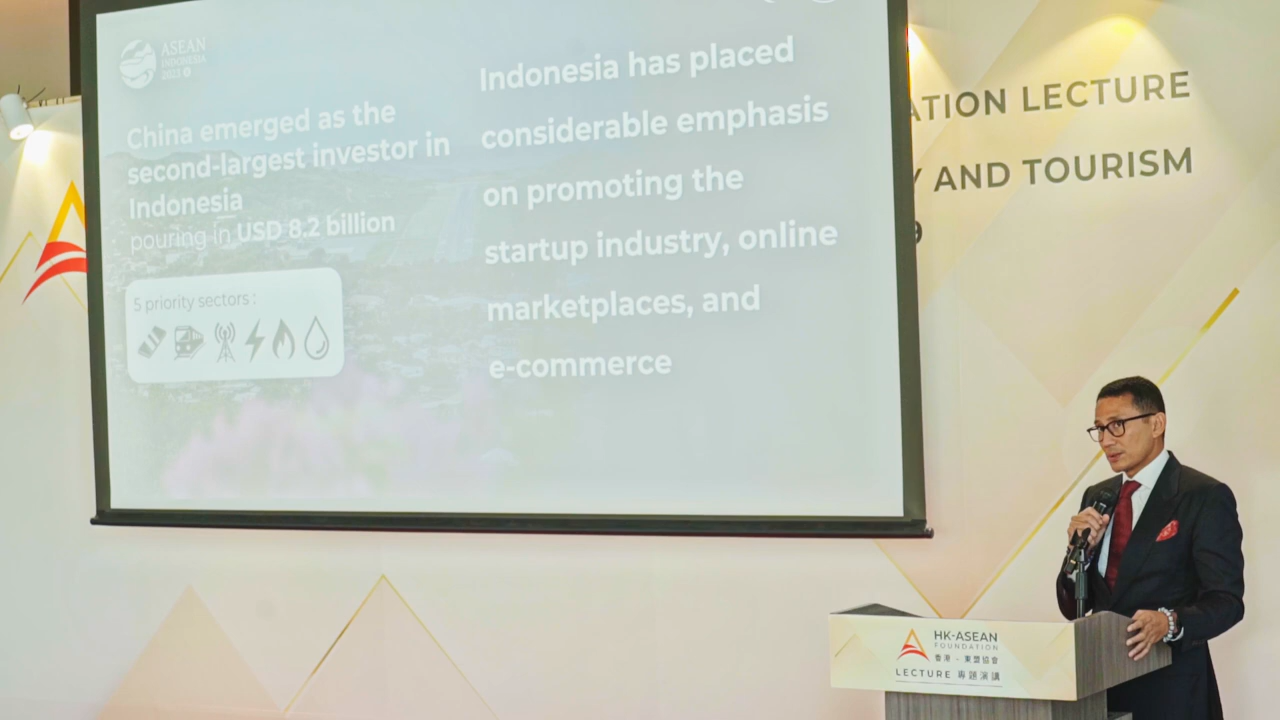 ASEAN
INDONESIA
2023
China emerged as the
second-largest investor in
Indonesia
pouring in USD 8.2 billion
5 priority sectors :
Indonesia has placed
considerable emphasis
on promoting the
startup industry, online
marketplaces, and
e-commerce
ATION LECTURE
Y AND TOURISM
9
HK-ASEAN
FOUNDATION
香港 - 東盟協會
LECTURE 專題演講